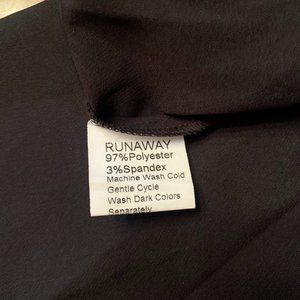 RUNAWAY
97%Polyester
3%Spandex
Machine Wash Cold
Gentle Cycle
Wash Dark Colors
Separately